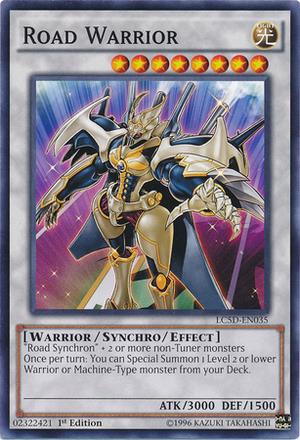 ROAD WARRIOR
LIGHT
光
LC5D-EN035
[WARRIOR / SYNCHRO / EFFECT]
"Road Synchron" + 2 or more non-Tuner monsters
Once per turn: You can Special Summon 1 Level 2 or lower
Warrior or Machine-Type monster from your Deck.
ATK/3000 DEF/1500
02322421 1st Edition ©1996 KAZUKI TAKAHASHI